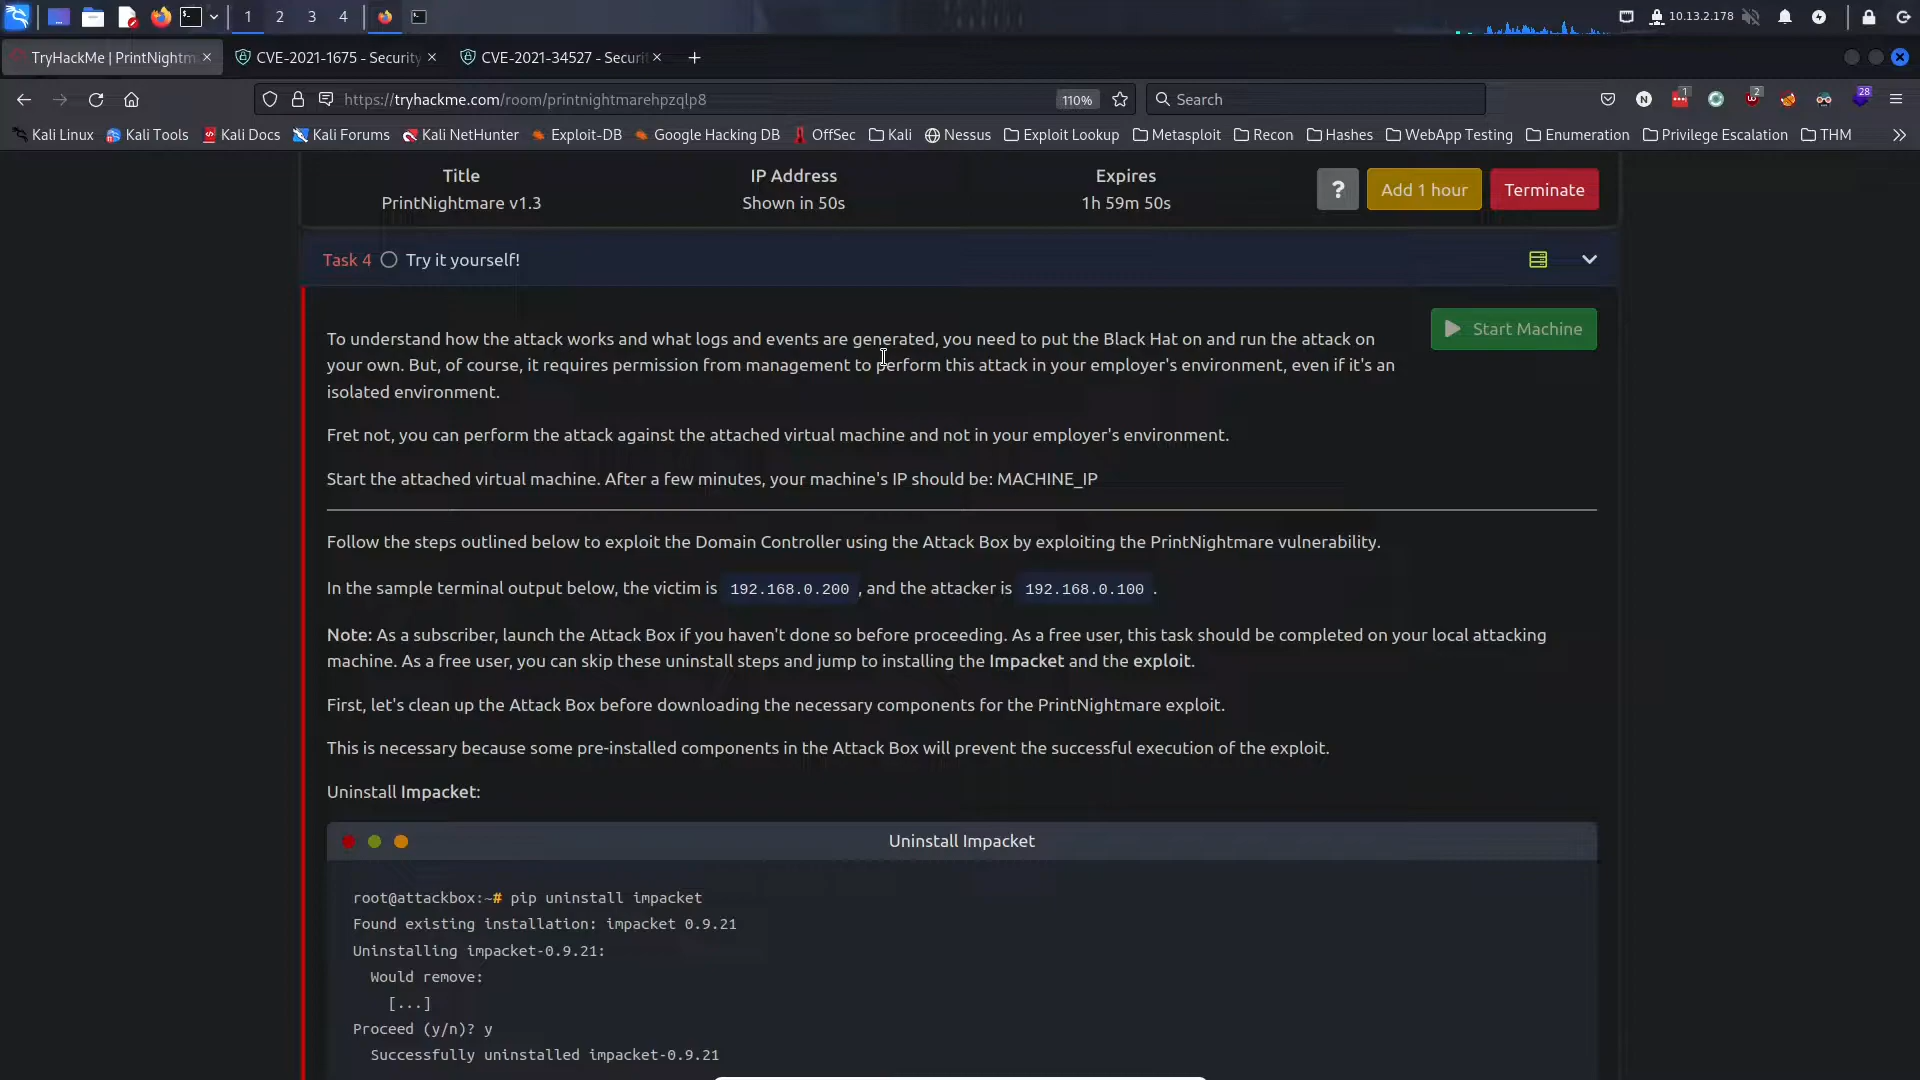 1 2 3 4 10.13.2.178
TryHackMe | PrintNightm CVE-2021-1675 - Security CVE-2021-34527 - Securi
https://tryhackme.com/room/printnightmarehpzqlp8 110% Search 1 2 28
Kali Linux Kali Tools Kali Docs Kali Forums Kali NetHunter Exploit-DB Google Hacking DB OffSec Kali Nessus Exploit Lookup Metasploit Recon Hashes WebApp Testing Enumeration Privilege Escalation THM
Title IP Address Expires
PrintNightmare v1.3 Shown in 50s 1h 59m 50s ? Add 1 hour Terminate
Task 4 Try it yourself!
Start Machine
To understand how the attack works and what logs and events are generated, you need to put the Black Hat on and run the attack on
your own. But, of course, it requires permission from management to perform this attack in your employer's environment, even if it's an
isolated environment.
Fret not, you can perform the attack against the attached virtual machine and not in your employer's environment.
Start the attached virtual machine. After a few minutes, your machine's IP should be: MACHINE_IP
Follow the steps outlined below to exploit the Domain Controller using the Attack Box by exploiting the PrintNightmare vulnerability.
In the sample terminal output below, the victim is 192.168.0.200 , and the attacker is 192.168.0.100 .
Note: As a subscriber, launch the Attack Box if you haven't done so before proceeding. As a free user, this task should be completed on your local attacking
machine. As a free user, you can skip these uninstall steps and jump to installing the Impacket and the exploit.
First, let's clean up the Attack Box before downloading the necessary components for the PrintNightmare exploit.
This is necessary because some pre-installed components in the Attack Box will prevent the successful execution of the exploit.
Uninstall Impacket:
Uninstall Impacket
root@attackbox:~# pip uninstall impacket
Found existing installation: impacket 0.9.21
Uninstalling impacket-0.9.21:
Would remove:
[...]
Proceed (y/n)? y
Successfully uninstalled impacket-0.9.21